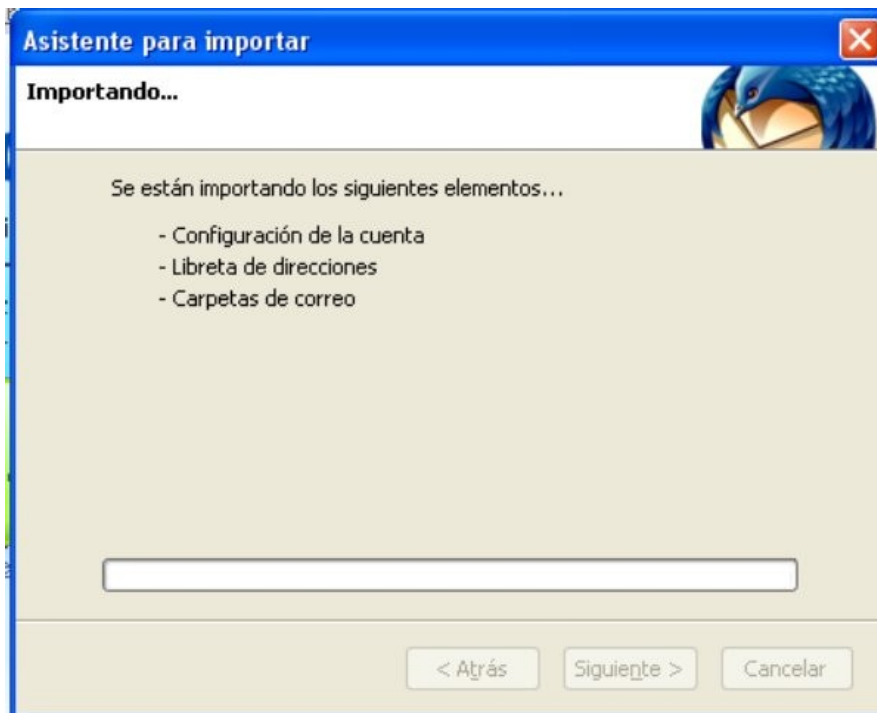 Asistente para importar
Importando...
Se están importando los siguientes elementos...
- Configuración de la cuenta
- Libreta de direcciones
- Carpetas de correo
< Atrás   Siguiente >   Cancelar